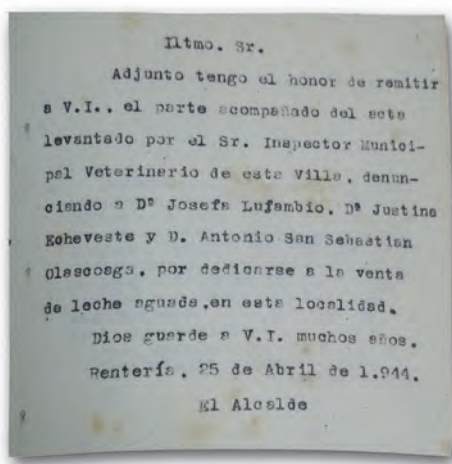 Iltmo. Sr.
Adjunto tengo el honor de remitir
a V.I., el parte acompañado del acta
levantado por el Sr. Inspector Munici-
pal Veterinario de esta Villa, denun-
ciando a Dª Josefa Lujambio, Dª Justina
Echeveste y D. Antonio San Sebastian
Olascoaga, por dedicarse a la venta
de leche aguada,en esta localidad.
Dios guarde a V.I. muchos años.
Rentería, 25 de Abril de 1.944.
El Alcalde